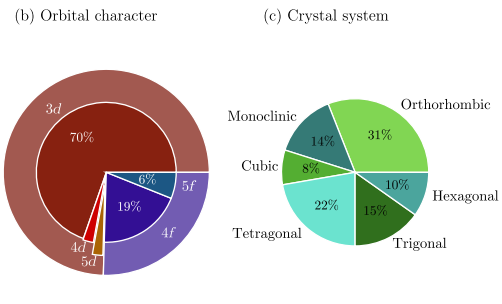 (b) Orbital character
(c) Crystal system
3d
70%
6%
5f
19%
4f
4d
5d
Orthorhombic
31%
Monoclinic
14%
Cubic
8%
10%
Hexagonal
22%
15%
Tetragonal
Trigonal